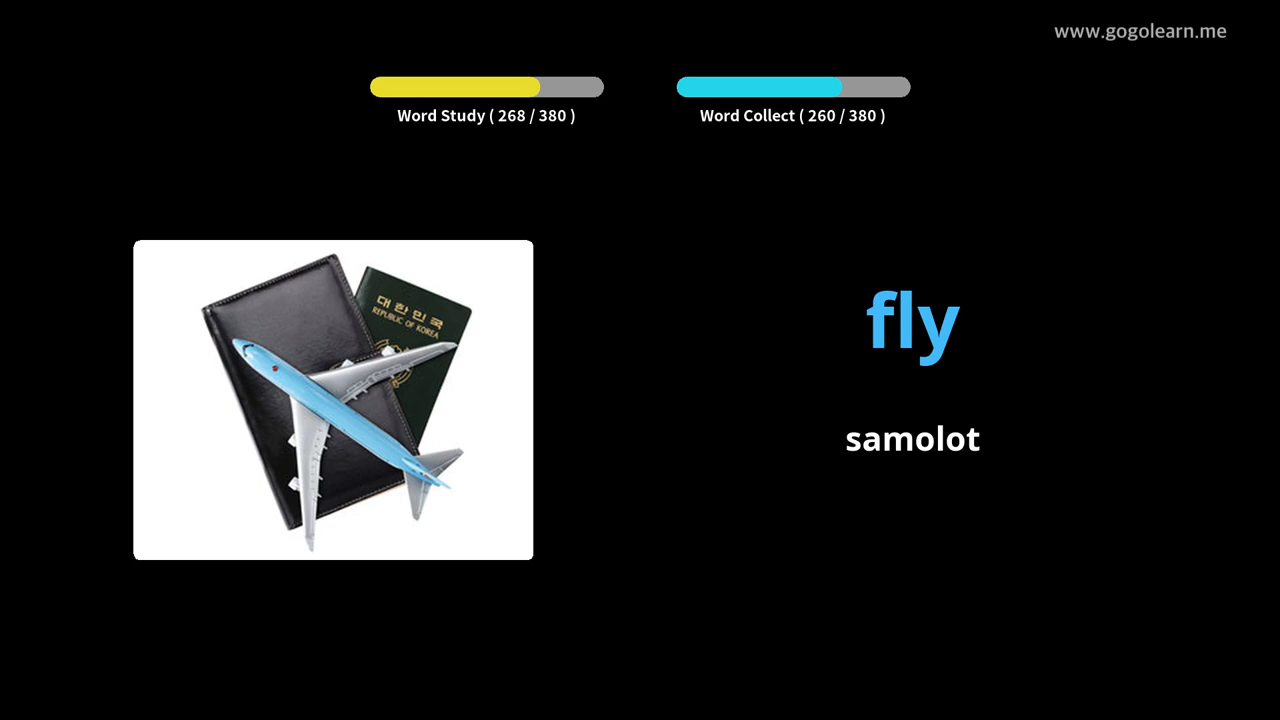 www.gogolearn.me
Word Study ( 268 / 380 )
Word Collect ( 260 / 380 )
대한민국
REPUBLIC OF KOREA
fly
samolot